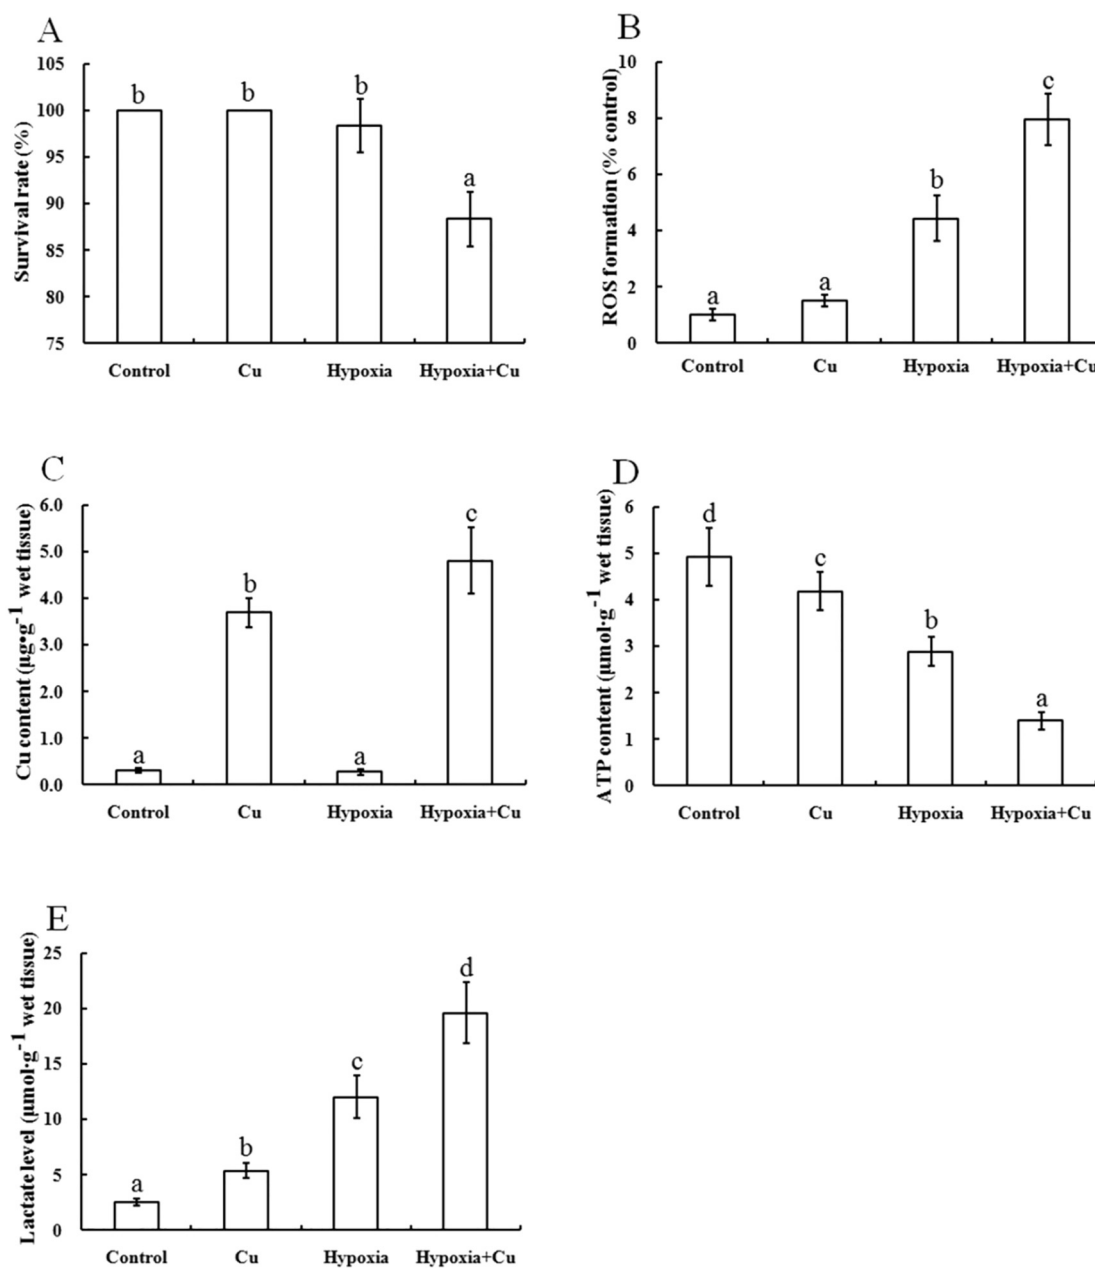 A
Survival rate (%)
105
100
95
90
85
80
75
b
b
b
a
Control
Cu
Hypoxia
Hypoxia+Cu
B
ROS formation (% control)
10
8
6
4
2
0
a
a
b
c
Control
Cu
Hypoxia
Hypoxia+Cu
C
Cu content (μg•g⁻¹ wet tissue)
6.0
5.0
4.0
3.0
2.0
1.0
0.0
a
b
a
c
Control
Cu
Hypoxia
Hypoxia+Cu
D
ATP content (μmol·g⁻¹ wet tissue)
6
5
4
3
2
1
0
d
c
b
a
Control
Cu
Hypoxia
Hypoxia+Cu
E
Lactate level (μmol·g⁻¹ wet tissue)
25
20
15
10
5
0
a
b
c
d
Control
Cu
Hypoxia
Hypoxia+Cu